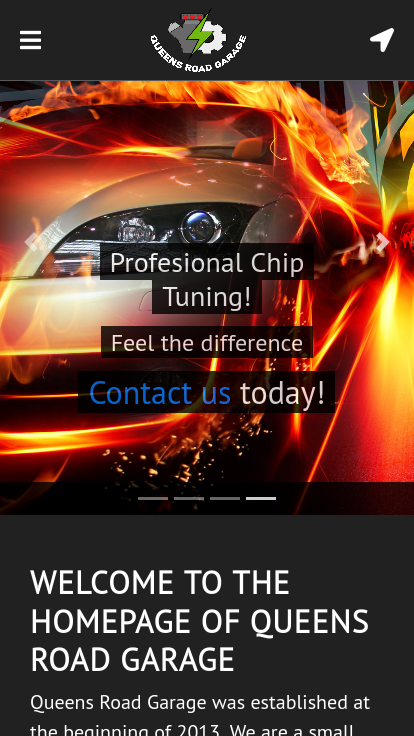 QUEENS ROAD GARAGE
Profesional Chip
Tuning!
Feel the difference
Contact us today!
WELCOME TO THE
HOMEPAGE OF QUEENS
ROAD GARAGE
Queens Road Garage was established at
the beginning of 2013. We are a small